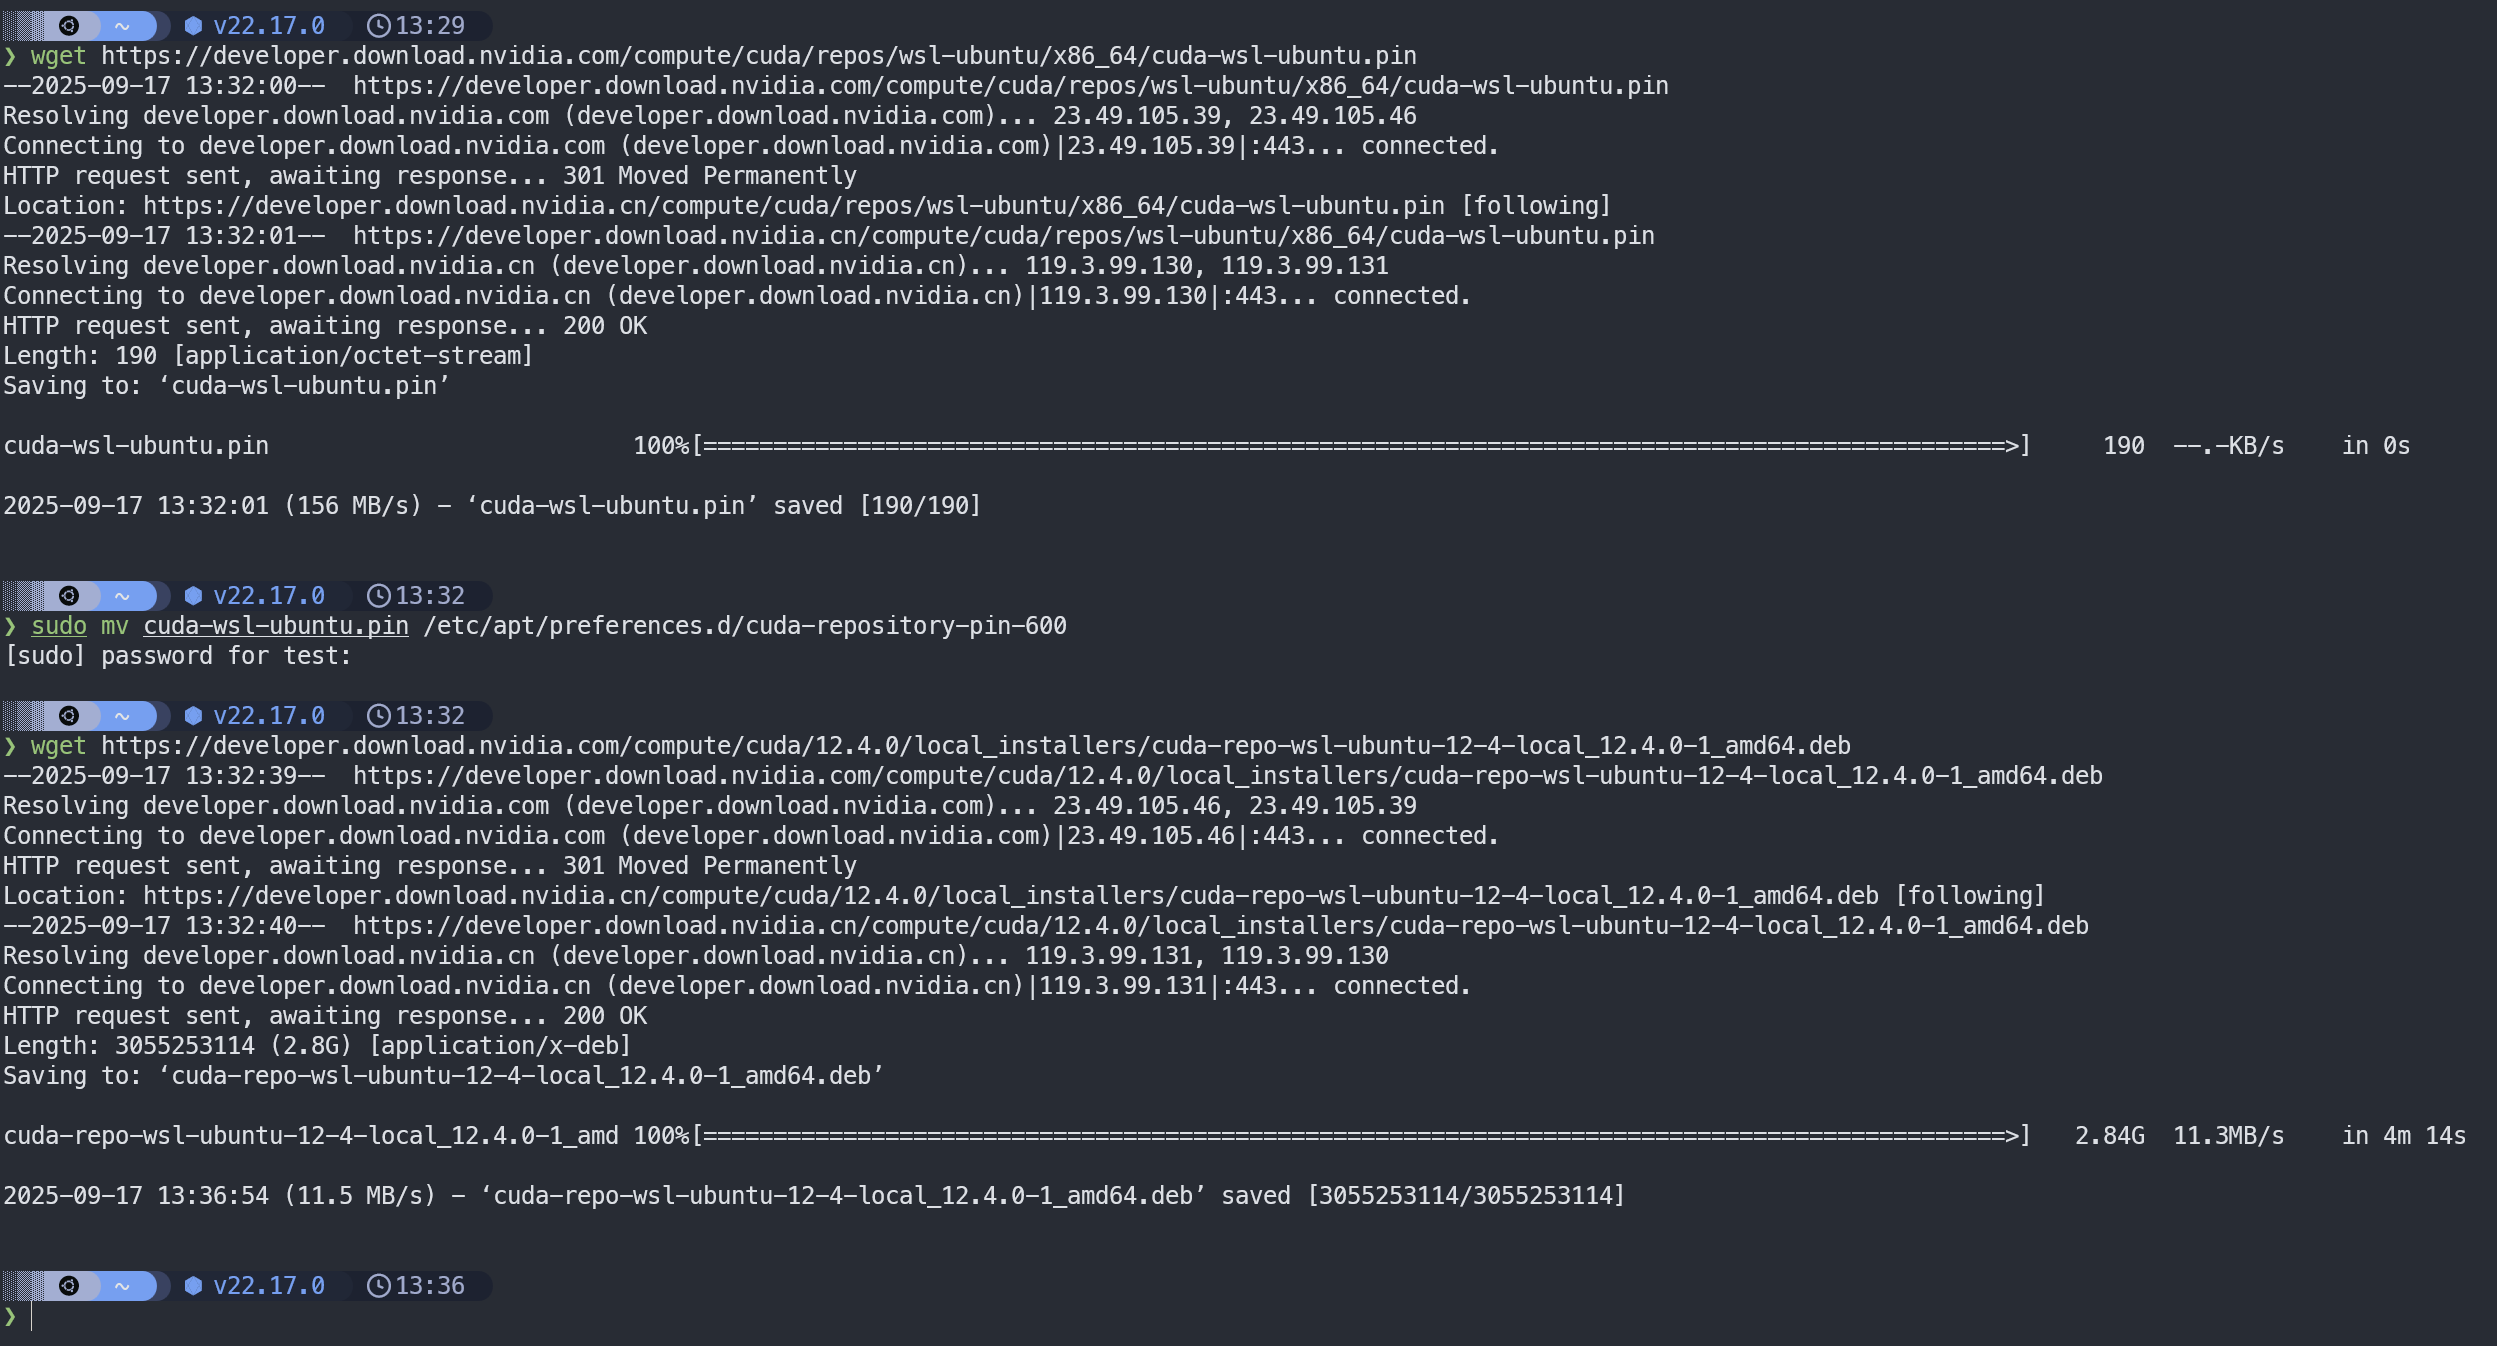 ~ v22.17.0 13:29
❯ wget https://developer.download.nvidia.com/compute/cuda/repos/wsl-ubuntu/x86_64/cuda-wsl-ubuntu.pin
--2025-09-17 13:32:00--  https://developer.download.nvidia.com/compute/cuda/repos/wsl-ubuntu/x86_64/cuda-wsl-ubuntu.pin
Resolving developer.download.nvidia.com (developer.download.nvidia.com)... 23.49.105.39, 23.49.105.46
Connecting to developer.download.nvidia.com (developer.download.nvidia.com)|23.49.105.39|:443... connected.
HTTP request sent, awaiting response... 301 Moved Permanently
Location: https://developer.download.nvidia.cn/compute/cuda/repos/wsl-ubuntu/x86_64/cuda-wsl-ubuntu.pin [following]
--2025-09-17 13:32:01--  https://developer.download.nvidia.cn/compute/cuda/repos/wsl-ubuntu/x86_64/cuda-wsl-ubuntu.pin
Resolving developer.download.nvidia.cn (developer.download.nvidia.cn)... 119.3.99.130, 119.3.99.131
Connecting to developer.download.nvidia.cn (developer.download.nvidia.cn)|119.3.99.130|:443... connected.
HTTP request sent, awaiting response... 200 OK
Length: 190 [application/octet-stream]
Saving to: ‘cuda-wsl-ubuntu.pin’
cuda-wsl-ubuntu.pin                          100%[=============================================================================================>]     190  --.-KB/s    in 0s
2025-09-17 13:32:01 (156 MB/s) - ‘cuda-wsl-ubuntu.pin’ saved [190/190]
~ v22.17.0 13:32
❯ sudo mv cuda-wsl-ubuntu.pin /etc/apt/preferences.d/cuda-repository-pin-600
[sudo] password for test:
~ v22.17.0 13:32
❯ wget https://developer.download.nvidia.com/compute/cuda/12.4.0/local_installers/cuda-repo-wsl-ubuntu-12-4-local_12.4.0-1_amd64.deb
--2025-09-17 13:32:39--  https://developer.download.nvidia.com/compute/cuda/12.4.0/local_installers/cuda-repo-wsl-ubuntu-12-4-local_12.4.0-1_amd64.deb
Resolving developer.download.nvidia.com (developer.download.nvidia.com)... 23.49.105.46, 23.49.105.39
Connecting to developer.download.nvidia.com (developer.download.nvidia.com)|23.49.105.46|:443... connected.
HTTP request sent, awaiting response... 301 Moved Permanently
Location: https://developer.download.nvidia.cn/compute/cuda/12.4.0/local_installers/cuda-repo-wsl-ubuntu-12-4-local_12.4.0-1_amd64.deb [following]
--2025-09-17 13:32:40--  https://developer.download.nvidia.cn/compute/cuda/12.4.0/local_installers/cuda-repo-wsl-ubuntu-12-4-local_12.4.0-1_amd64.deb
Resolving developer.download.nvidia.cn (developer.download.nvidia.cn)... 119.3.99.131, 119.3.99.130
Connecting to developer.download.nvidia.cn (developer.download.nvidia.cn)|119.3.99.131|:443... connected.
HTTP request sent, awaiting response... 200 OK
Length: 3055253114 (2.8G) [application/x-deb]
Saving to: ‘cuda-repo-wsl-ubuntu-12-4-local_12.4.0-1_amd64.deb’
cuda-repo-wsl-ubuntu-12-4-local_12.4.0-1_amd 100%[=============================================================================================>]   2.84G  11.3MB/s    in 4m 14s
2025-09-17 13:36:54 (11.5 MB/s) - ‘cuda-repo-wsl-ubuntu-12-4-local_12.4.0-1_amd64.deb’ saved [3055253114/3055253114]
~ v22.17.0 13:36
❯